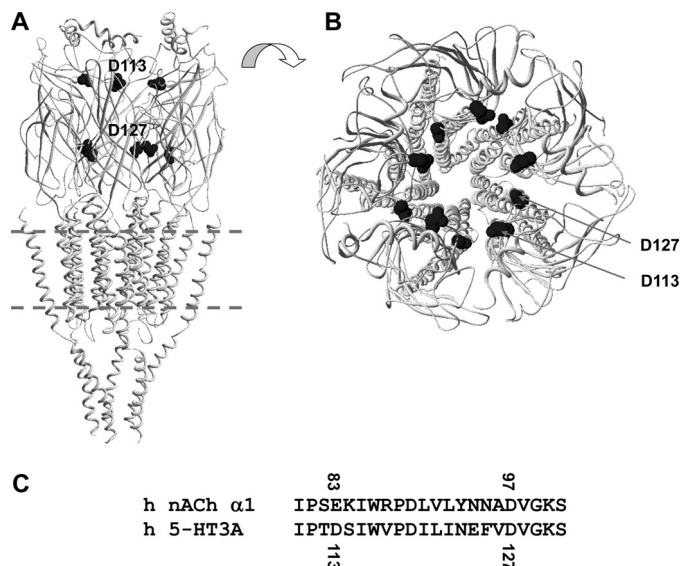 A
B
D113
D127
D127
D113
C
83 97
h nACh α1 IPSEKIWRPDLVLYNNADVGKS
h 5-HT3A IPTDSIWVPDILINEFVDVGKS
113 127